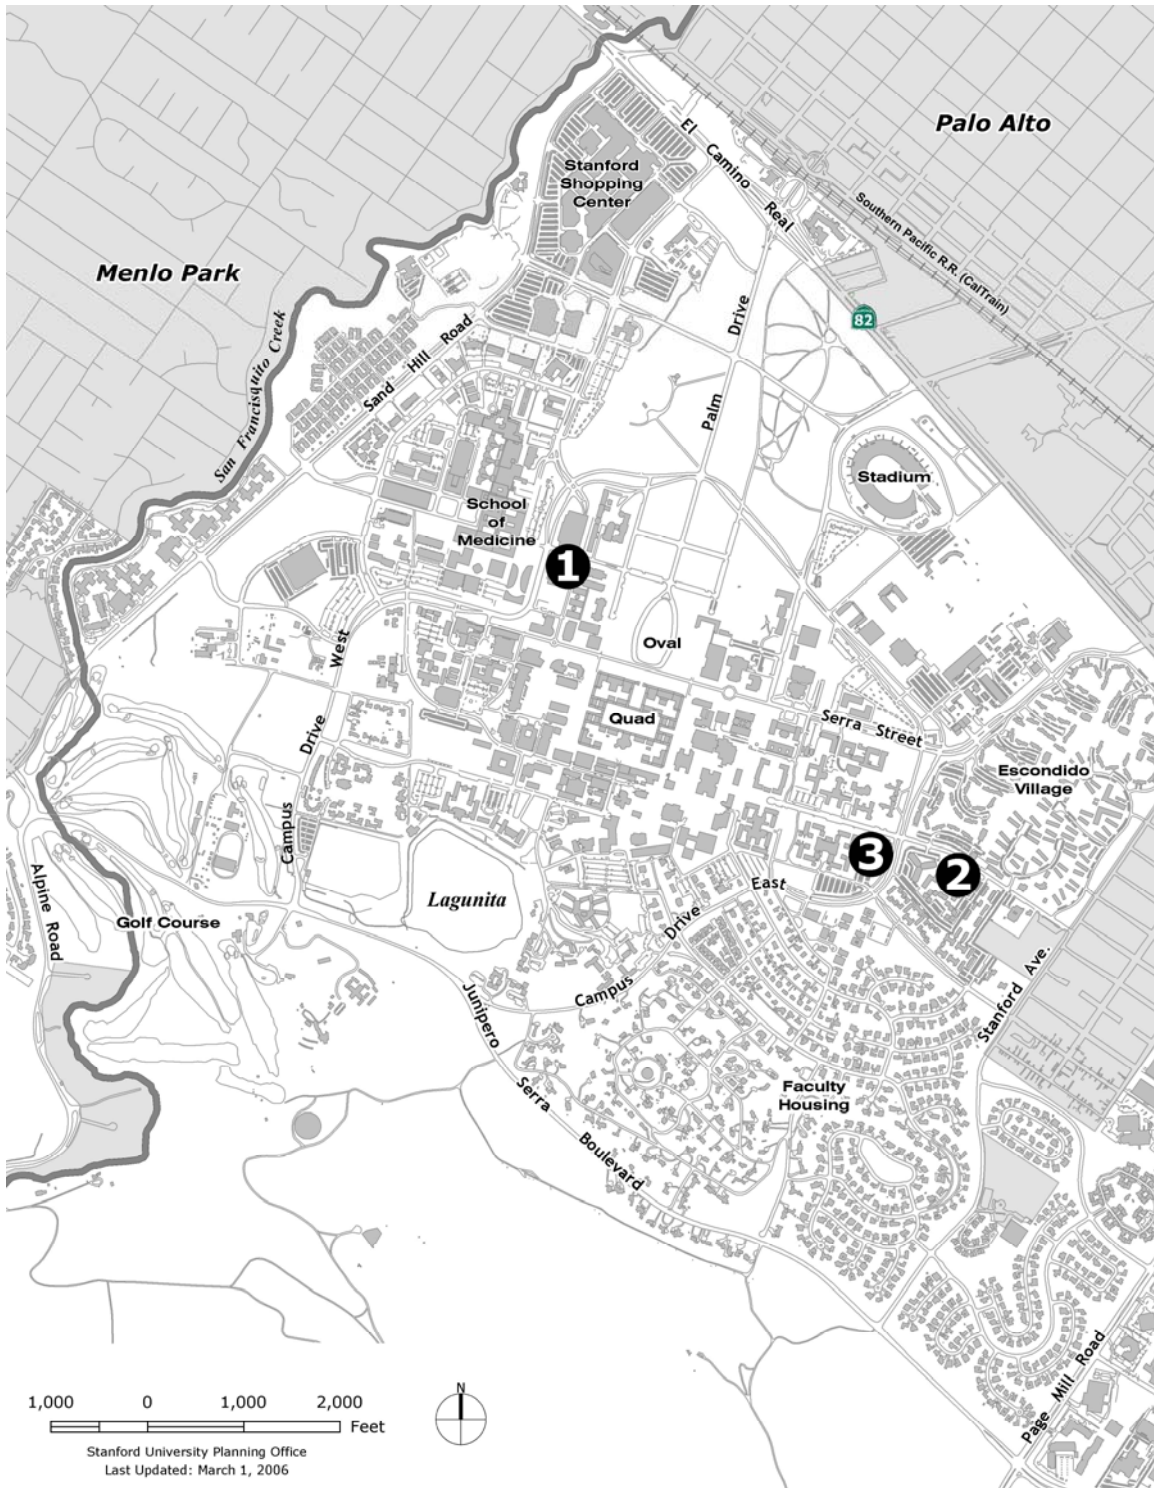 Palo Alto
El Camino Real
Stanford
Shopping
Center
Southern Pacific R.R. (CalTrain)
Menlo Park
San Francisquito Creek
82
Sand Hill Road
Palm Drive
Stadium
School
of
Medicine
1
Oval
West
Quad
Serra Street
Drive
Escondido
Village
Campus
3
2
East
Alpine Road
Lagunita
Golf Course
Drive
Campus
Stanford Ave.
Junipero
Serra
Boulevard
Faculty
Housing
Page Mill Road
1,000 0 1,000 2,000
Feet
N
Stanford University Planning Office
Last Updated: March 1, 2006